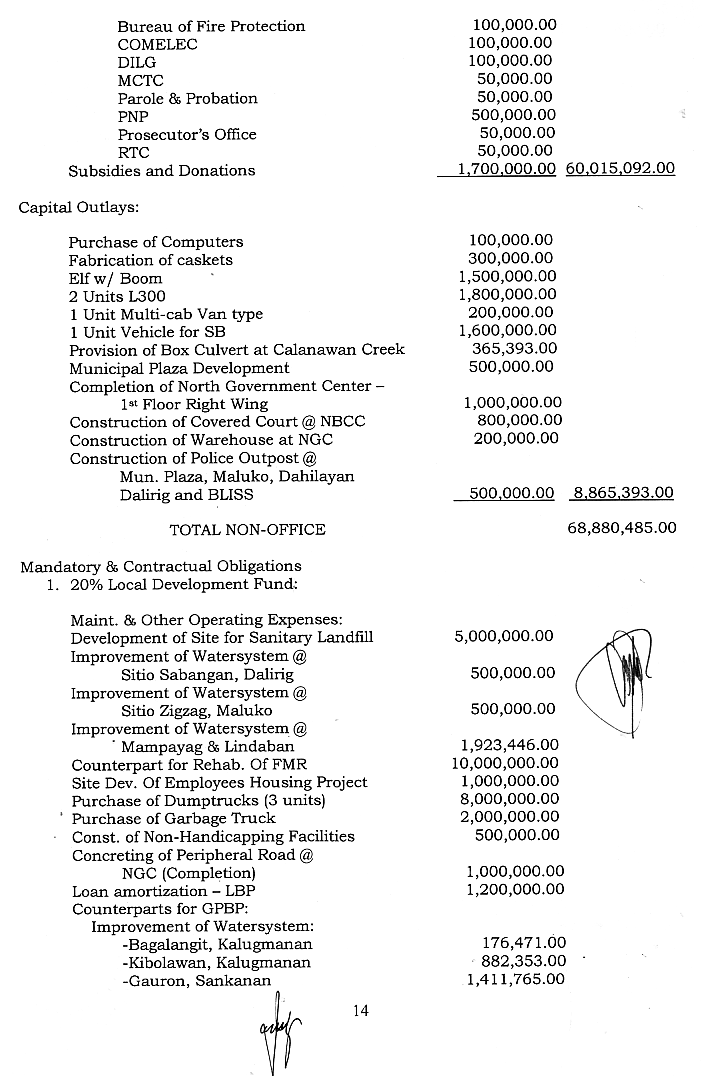 Bureau of Fire Protection 100,000.00
COMELEC 100,000.00
DILG 100,000.00
MCTC 50,000.00
Parole & Probation 50,000.00
PNP 500,000.00
Prosecutor's Office 50,000.00
RTC 50,000.00
Subsidies and Donations 1,700,000.00 60,015,092.00
Capital Outlays:
Purchase of Computers 100,000.00
Fabrication of caskets 300,000.00
Elf w/ Boom 1,500,000.00
2 Units L300 1,800,000.00
1 Unit Multi-cab Van type 200,000.00
1 Unit Vehicle for SB 1,600,000.00
Provision of Box Culvert at Calanawan Creek 365,393.00
Municipal Plaza Development 500,000.00
Completion of North Government Center –
1st Floor Right Wing 1,000,000.00
Construction of Covered Court @ NBCC 800,000.00
Construction of Warehouse at NGC 200,000.00
Construction of Police Outpost @
Mun. Plaza, Maluko, Dahilayan
Dalirig and BLISS 500,000.00 8,865,393.00
TOTAL NON-OFFICE 68,880,485.00
Mandatory & Contractual Obligations
1. 20% Local Development Fund:
Maint. & Other Operating Expenses:
Development of Site for Sanitary Landfill 5,000,000.00
Improvement of Watersystem @
Sitio Sabangan, Dalirig 500,000.00
Improvement of Watersystem @
Sitio Zigzag, Maluko 500,000.00
Improvement of Watersystem @
Mampayag & Lindaban 1,923,446.00
Counterpart for Rehab. Of FMR 10,000,000.00
Site Dev. Of Employees Housing Project 1,000,000.00
Purchase of Dumptrucks (3 units) 8,000,000.00
Purchase of Garbage Truck 2,000,000.00
Const. of Non-Handicapping Facilities 500,000.00
Concreting of Peripheral Road @
NGC (Completion) 1,000,000.00
Loan amortization – LBP 1,200,000.00
Counterparts for GPBP:
Improvement of Watersystem:
-Bagalangit, Kalugmanan 176,471.00
-Kibolawan, Kalugmanan 882,353.00
-Gauron, Sankanan 1,411,765.00
14